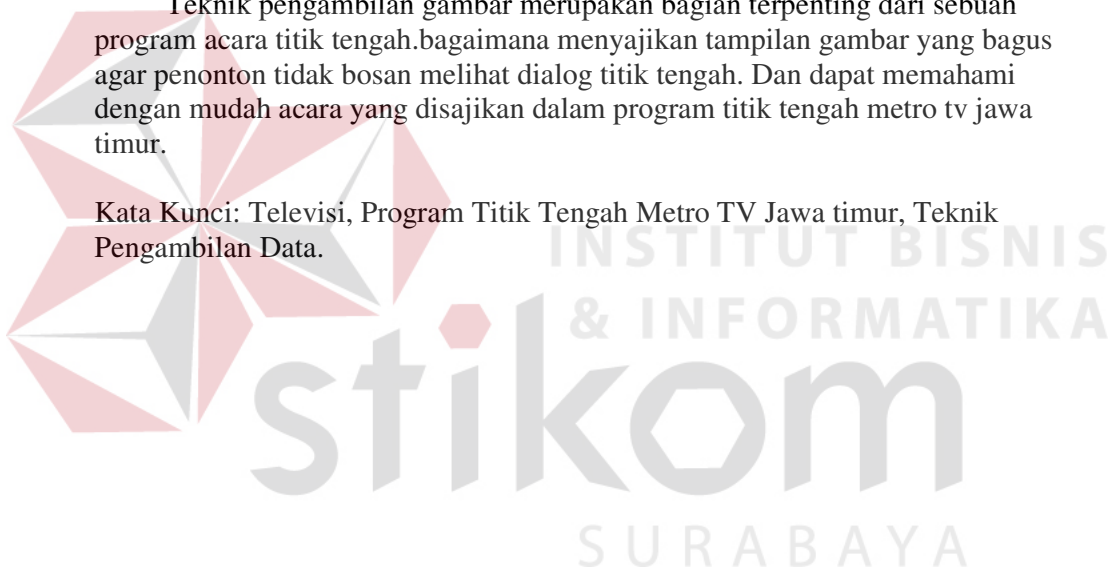 Teknik pengambilan gambar merupakan bagian terpenting dari sebuah
program acara titik tengah.bagaimana menyajikan tampilan gambar yang bagus
agar penonton tidak bosan melihat dialog titik tengah. Dan dapat memahami
dengan mudah acara yang disajikan dalam program titik tengah metro tv jawa
timur.
Kata Kunci: Televisi, Program Titik Tengah Metro TV Jawa timur, Teknik
Pengambilan Data.
INSTITUT BISNIS
& INFORMATIKA
stikom
SURABAYA